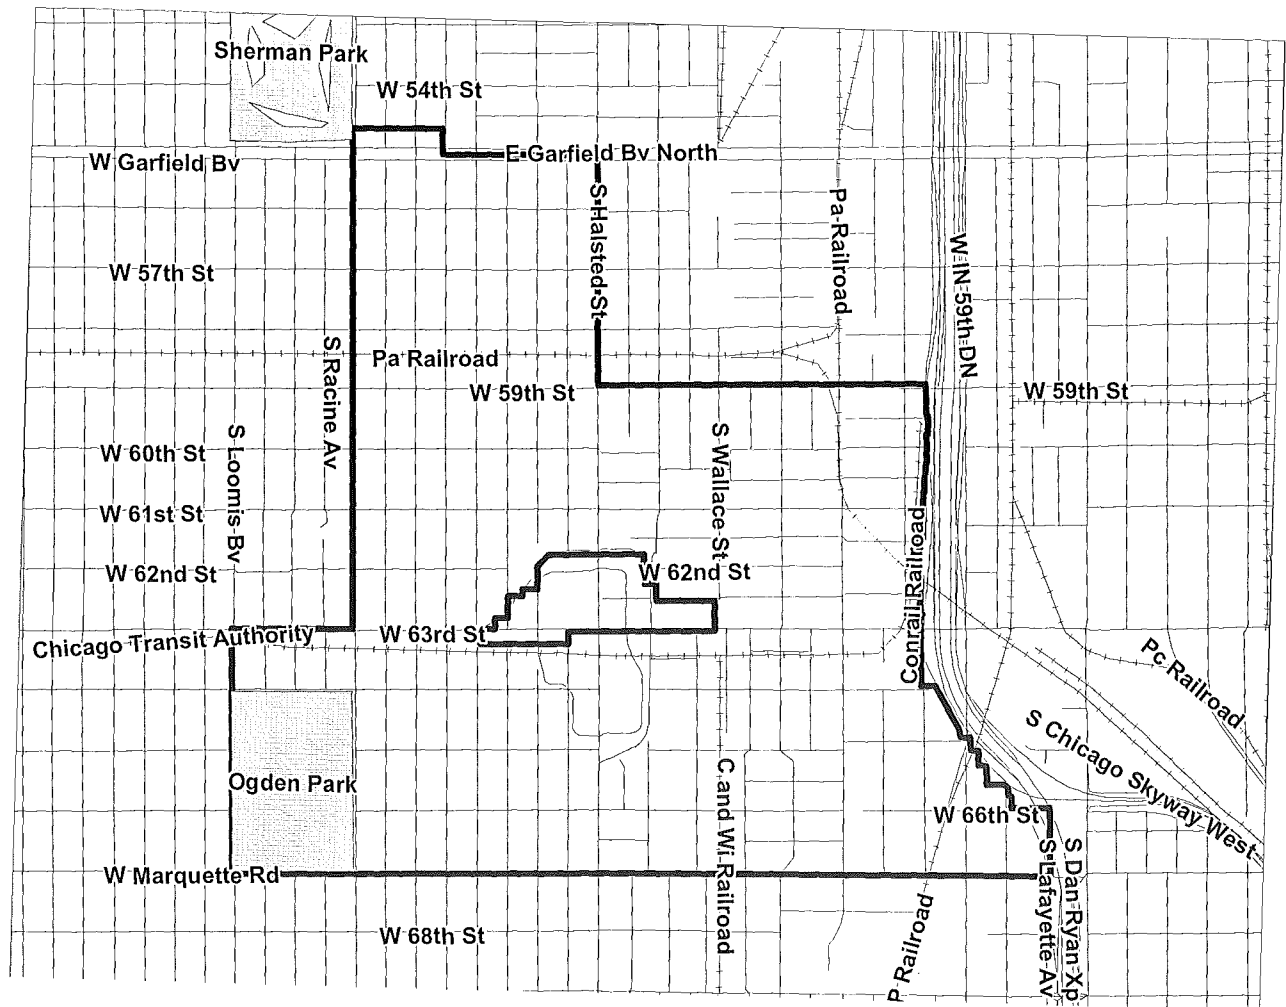 Sherman Park
W 54th St
E Garfield Bv North
W Garfield Bv
S Halsted St
Pa Railroad
W IN 59th DN
W 57th St
S Racine Av
Pa Railroad
W 59th St
W 59th St
S Loomis Bv
S Wallace St
W 60th St
W 61st St
Conrail Railroad
W 62nd St
W 62nd St
Chicago Transit Authority
W 63rd St
Pc Railroad
S Chicago Skyway West
Ogden Park
C and WI Railroad
W 66th St
S Lafayette Av
S Dan Ryan Xp
W Marquette Rd
P Railroad
W 68th St